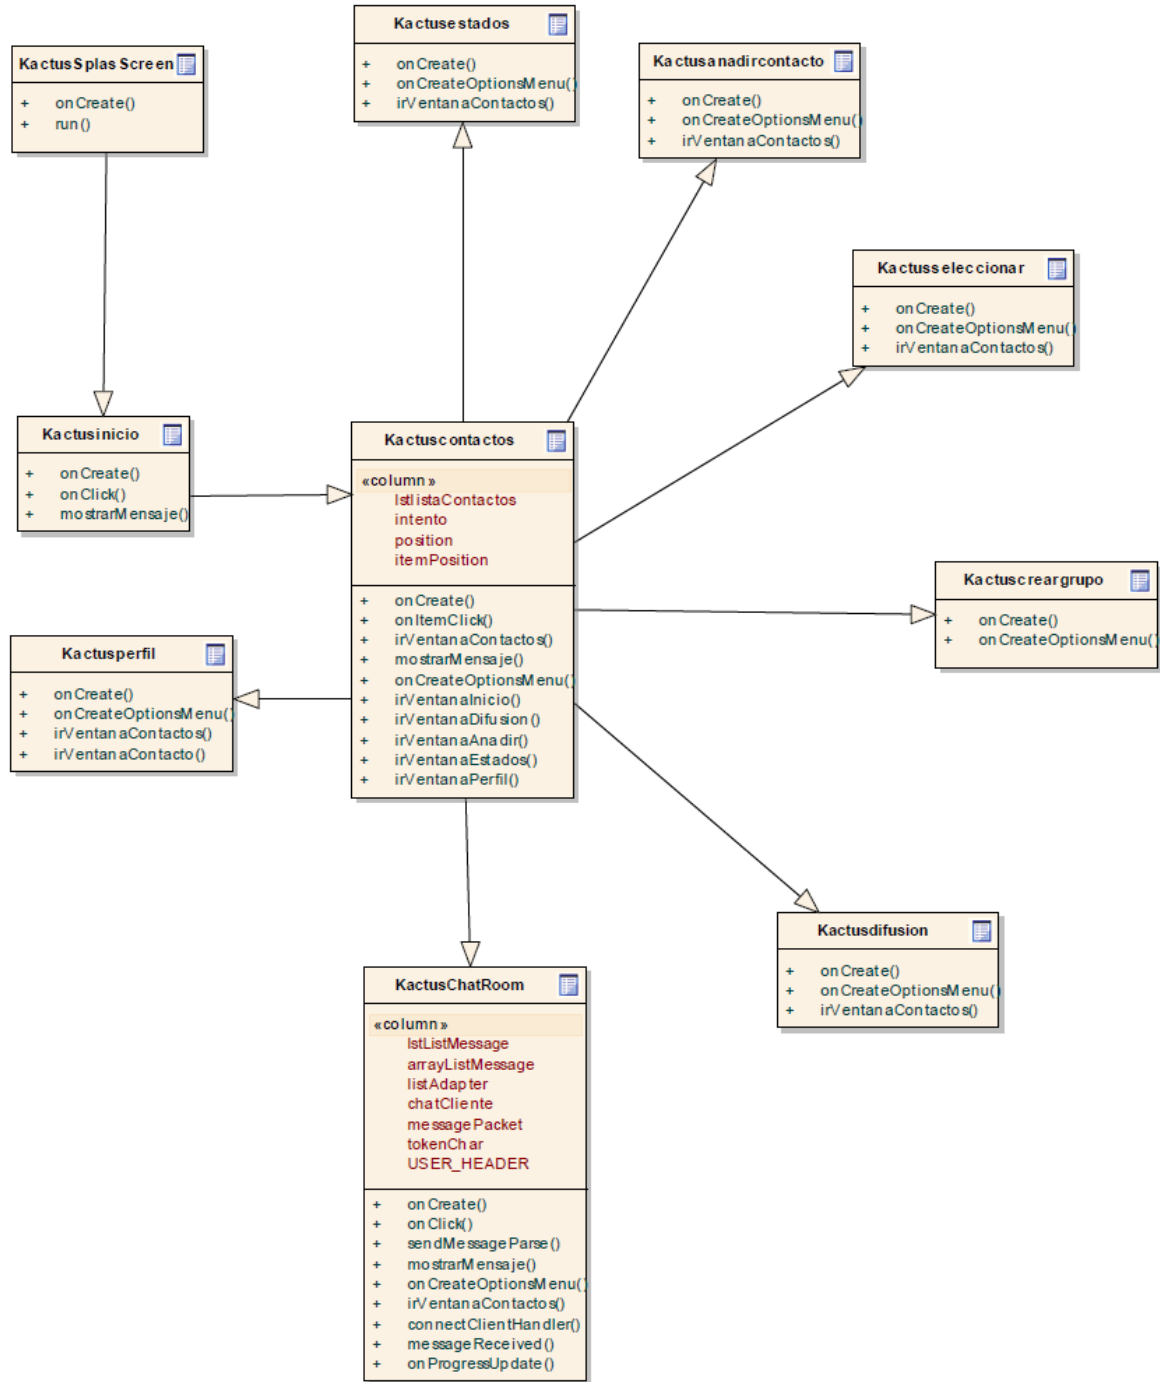 Kactusestados
+ onCreate()
+ onCreateOptionsMenu()
+ irVentanaContactos()
KactusSplasScreen
+ onCreate()
+ run()
Kactusanadircontacto
+ onCreate()
+ onCreateOptionsMenu()
+ irVentanaContactos()
Kactusseleccionar
+ onCreate()
+ onCreateOptionsMenu()
+ irVentanaContactos()
Kactusinicio
+ onCreate()
+ onClick()
+ mostrarMensaje()
Kactuscontactos
«column»
lstlistaContactos
intento
position
itemPosition
+ onCreate()
+ onItemClick()
+ irVentanaContactos()
+ mostrarMensaje()
+ onCreateOptionsMenu()
+ irVentanaInicio()
+ irVentanaDifusion()
+ irVentanaAnadir()
+ irVentanaEstados()
+ irVentanaPerfil()
Kactuscreargrupo
+ onCreate()
+ onCreateOptionsMenu()
Kactusperfil
+ onCreate()
+ onCreateOptionsMenu()
+ irVentanaContactos()
+ irVentanaContacto()
Kactusdifusion
+ onCreate()
+ onCreateOptionsMenu()
+ irVentanaContactos()
KactusChatRoom
«column»
lstListMessage
arrayListMessage
listAdapter
chatCliente
messagePacket
tokenChar
USER_HEADER
+ onCreate()
+ onClick()
+ sendMessageParse()
+ mostrarMensaje()
+ onCreateOptionsMenu()
+ irVentanaContactos()
+ connectClientHandler()
+ messageReceived()
+ onProgressUpdate()